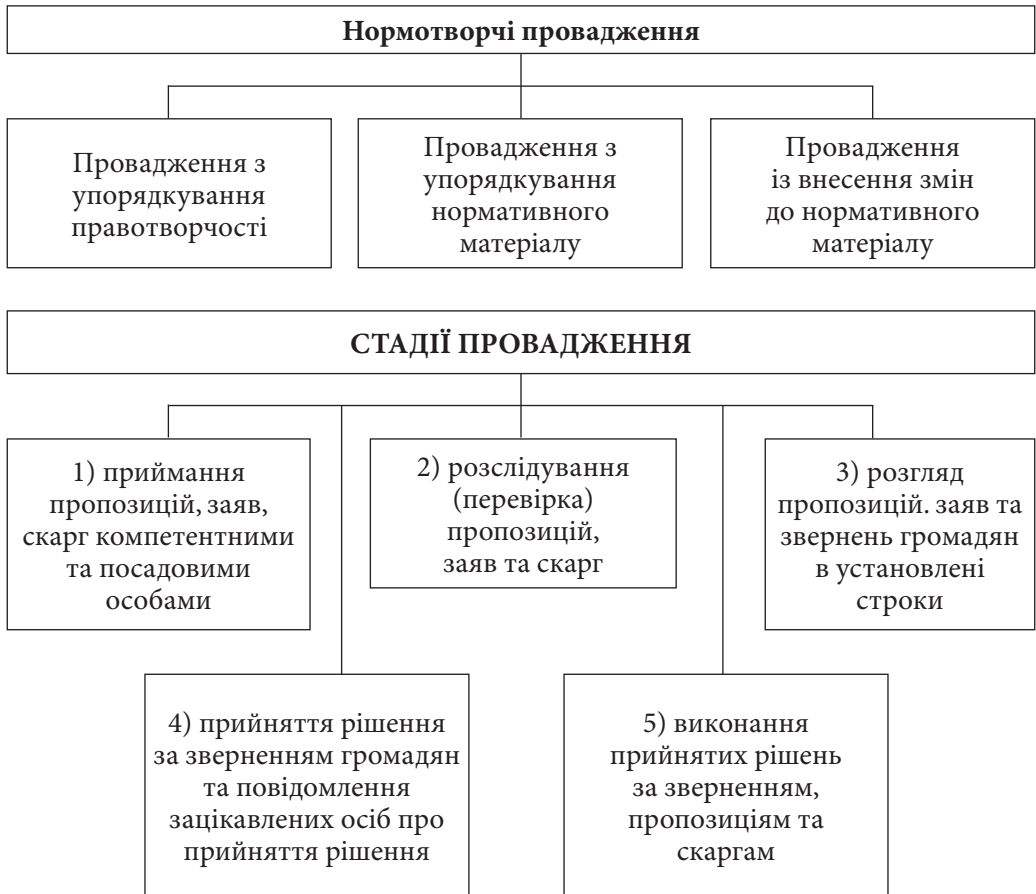 Нормотворчі провадження
Провадження з
упорядкування
правотворчості
Провадження з
упорядкування
нормативного
матеріалу
Провадження
із внесення змін
до нормативного
матеріалу
СТАДІЇ ПРОВАДЖЕННЯ
1) приймання
пропозицій, заяв,
скарг компетентними
та посадовими
особами
2) розслідування
(перевірка)
пропозицій,
заяв та скарг
3) розгляд
пропозицій. заяв та
звернень громадян
в установлені
строки
4) прийняття рішення
за зверненням громадян
та повідомлення
зацікавлених осіб про
прийняття рішення
5) виконання
прийнятих рішень
за зверненням,
пропозиціям та
скаргам